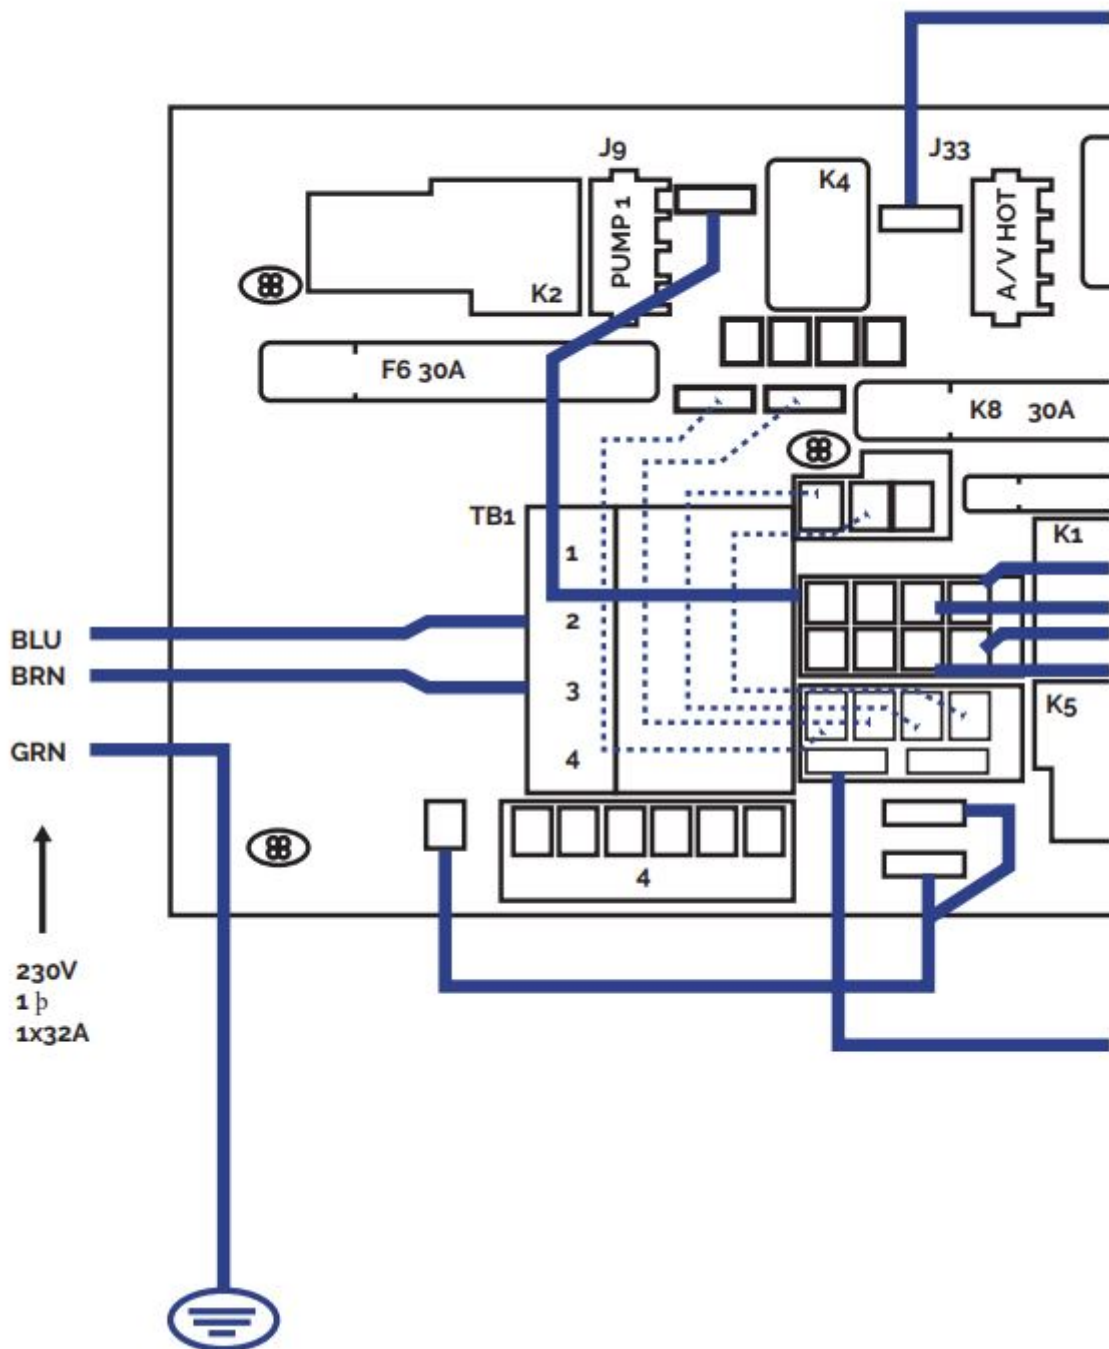 J9
J33
K4
PUMP 1
A/V HOT
K2
F6 30A
K8 30A
TB1
K1
1
BLU
2
BRN
3
K5
GRN
4
4
230V
1 þ
1x32A